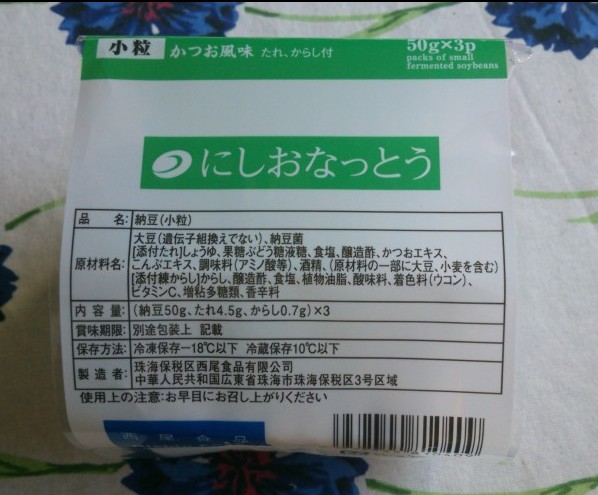 小粒 かつお風味 たれ、からし付
50g×3p
packs of small
fermented soybeans
にしおなっとう
品 名: 納豆(小粒)
原材料名: 大豆(遺伝子組換えでない)、納豆菌
[添付たれ]しょうゆ、果糖ぶどう糖液糖、食塩、醸造酢、かつおエキス、
こんぶエキス、調味料(アミノ酸等)、酒精、(原材料の一部に大豆、小麦を含む)
[添付練からし]からし、醸造酢、食塩、植物油脂、酸味料、着色料(ウコン)、
ビタミンC、増粘多糖類、香辛料
内 容 量: (納豆50g、たれ4.5g、からし0.7g)×3
賞味期限: 別途包装上 記載
保存方法: 冷凍保存−18℃以下 冷蔵保存10℃以下
製 造 者: 珠海保税区西尾食品有限公司
中華人民共和国広東省珠海市珠海保税区3号区域
使用上の注意:お早目にお召し上がりください
西尾食品